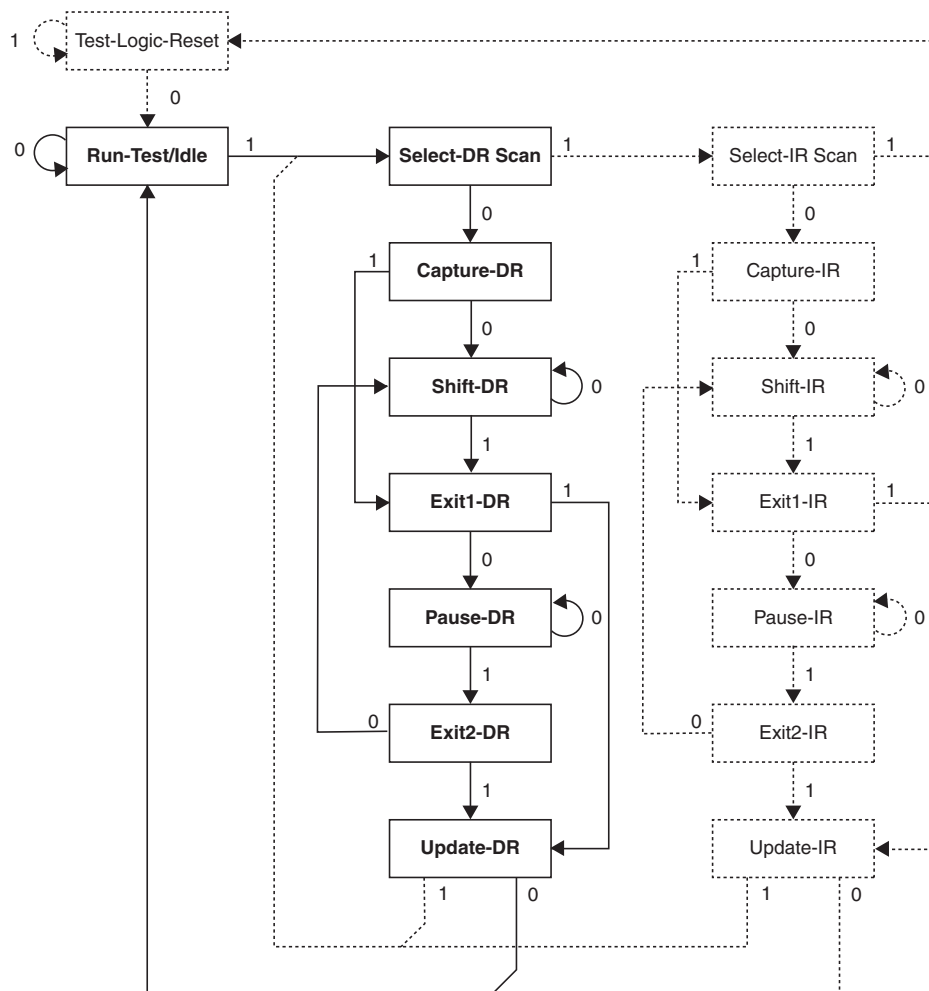 1 Test-Logic-Reset
0
0 Run-Test/Idle 1 Select-DR Scan 1 Select-IR Scan 1
0 0
1 Capture-DR 1 Capture-IR
0 0
Shift-DR 0 Shift-IR 0
1 1
Exit1-DR 1 Exit1-IR 1
0 0
Pause-DR 0 Pause-IR 0
1 1
0 Exit2-DR 0 Exit2-IR
1 1
Update-DR Update-IR
1 0 1 0